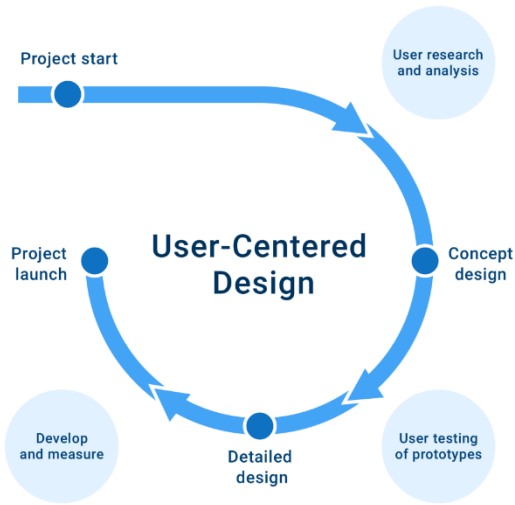 Project start
User research
and analysis
User-Centered
Design
Project
launch
Concept
design
Develop
and measure
Detailed
design
User testing
of prototypes